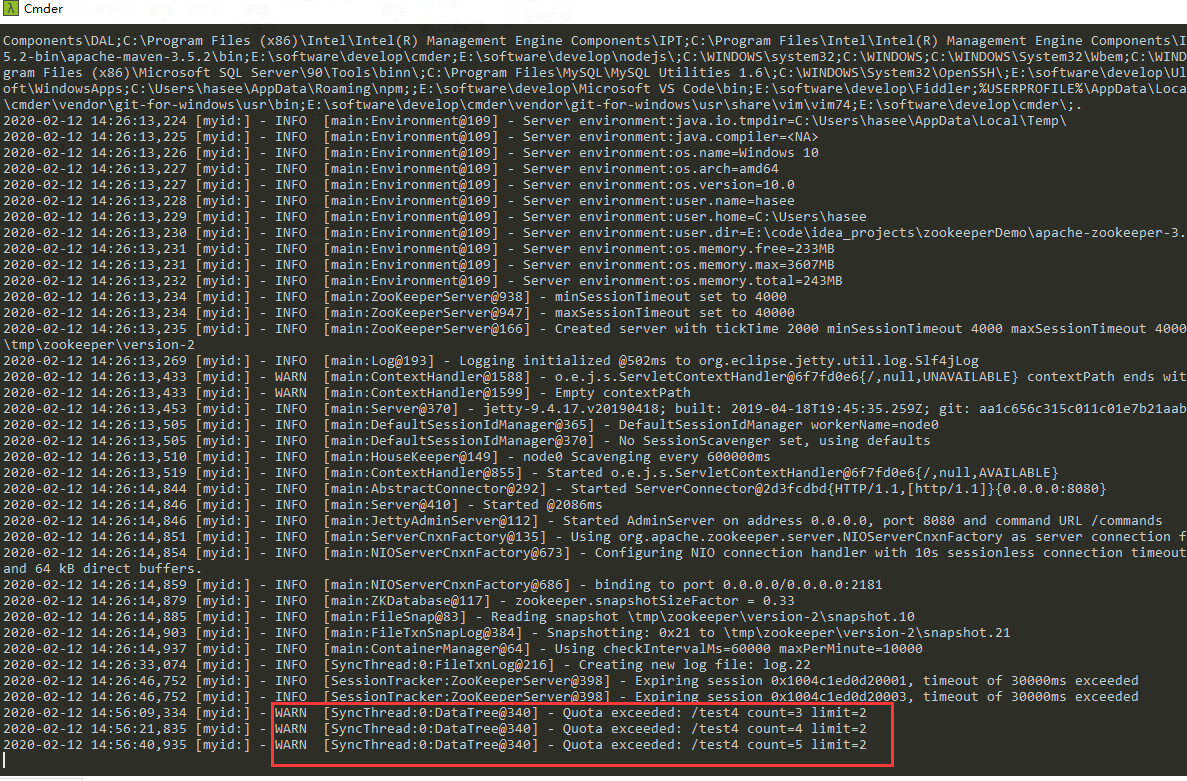 Cmder
Components\DAL;C:\Program Files (x86)\Intel\Intel(R) Management Engine Components\IPT;C:\Program Files\Intel\Intel(R) Management Engine Components\I
5.2-bin\apache-maven-3.5.2\bin;E:\software\develop\cmder;E:\software\develop\nodejs\;C:\WINDOWS\system32;C:\WINDOWS;C:\WINDOWS\System32\Wbem;C:\WIND
gram Files (x86)\Microsoft SQL Server\90\Tools\binn\;C:\Program Files\MySQL\MySQL Utilities 1.6\;C:\WINDOWS\System32\OpenSSH\;E:\software\develop\Ul
oft\WindowsApps;C:\Users\hasee\AppData\Roaming\npm;;E:\software\develop\Microsoft VS Code\bin;E:\software\develop\Fiddler;%USERPROFILE%\AppData\Loca
\cmder\vendor\git-for-windows\usr\bin;E:\software\develop\cmder\vendor\git-for-windows\usr\share\vim\vim74;E:\software\develop\cmder\;.
2020-02-12 14:26:13,224 [myid:] - INFO  [main:Environment@109] - Server environment:java.io.tmpdir=C:\Users\hasee\AppData\Local\Temp\
2020-02-12 14:26:13,225 [myid:] - INFO  [main:Environment@109] - Server environment:java.compiler=<NA>
2020-02-12 14:26:13,226 [myid:] - INFO  [main:Environment@109] - Server environment:os.name=Windows 10
2020-02-12 14:26:13,227 [myid:] - INFO  [main:Environment@109] - Server environment:os.arch=amd64
2020-02-12 14:26:13,227 [myid:] - INFO  [main:Environment@109] - Server environment:os.version=10.0
2020-02-12 14:26:13,228 [myid:] - INFO  [main:Environment@109] - Server environment:user.name=hasee
2020-02-12 14:26:13,229 [myid:] - INFO  [main:Environment@109] - Server environment:user.home=C:\Users\hasee
2020-02-12 14:26:13,230 [myid:] - INFO  [main:Environment@109] - Server environment:user.dir=E:\code\idea_projects\zookeeperDemo\apache-zookeeper-3.
2020-02-12 14:26:13,231 [myid:] - INFO  [main:Environment@109] - Server environment:os.memory.free=233MB
2020-02-12 14:26:13,231 [myid:] - INFO  [main:Environment@109] - Server environment:os.memory.max=3607MB
2020-02-12 14:26:13,232 [myid:] - INFO  [main:Environment@109] - Server environment:os.memory.total=243MB
2020-02-12 14:26:13,234 [myid:] - INFO  [main:ZooKeeperServer@938] - minSessionTimeout set to 4000
2020-02-12 14:26:13,234 [myid:] - INFO  [main:ZooKeeperServer@947] - maxSessionTimeout set to 40000
2020-02-12 14:26:13,235 [myid:] - INFO  [main:ZooKeeperServer@166] - Created server with tickTime 2000 minSessionTimeout 4000 maxSessionTimeout 4000
\tmp\zookeeper\version-2
2020-02-12 14:26:13,269 [myid:] - INFO  [main:Log@193] - Logging initialized @502ms to org.eclipse.jetty.util.log.Slf4jLog
2020-02-12 14:26:13,433 [myid:] - WARN  [main:ContextHandler@1588] - o.e.j.s.ServletContextHandler@6f7fd0e6{/,null,UNAVAILABLE} contextPath ends wit
2020-02-12 14:26:13,433 [myid:] - WARN  [main:ContextHandler@1599] - Empty contextPath
2020-02-12 14:26:13,453 [myid:] - INFO  [main:Server@370] - jetty-9.4.17.v20190418; built: 2019-04-18T19:45:35.259Z; git: aa1c656c315c011c01e7b21aab
2020-02-12 14:26:13,505 [myid:] - INFO  [main:DefaultSessionIdManager@365] - DefaultSessionIdManager workerName=node0
2020-02-12 14:26:13,505 [myid:] - INFO  [main:DefaultSessionIdManager@370] - No SessionScavenger set, using defaults
2020-02-12 14:26:13,510 [myid:] - INFO  [main:HouseKeeper@149] - node0 Scavenging every 600000ms
2020-02-12 14:26:13,519 [myid:] - INFO  [main:ContextHandler@855] - Started o.e.j.s.ServletContextHandler@6f7fd0e6{/,null,AVAILABLE}
2020-02-12 14:26:14,844 [myid:] - INFO  [main:AbstractConnector@292] - Started ServerConnector@2d3fcdbd{HTTP/1.1,[http/1.1]}{0.0.0.0:8080}
2020-02-12 14:26:14,846 [myid:] - INFO  [main:Server@410] - Started @2086ms
2020-02-12 14:26:14,846 [myid:] - INFO  [main:JettyAdminServer@112] - Started AdminServer on address 0.0.0.0, port 8080 and command URL /commands
2020-02-12 14:26:14,851 [myid:] - INFO  [main:ServerCnxnFactory@135] - Using org.apache.zookeeper.server.NIOServerCnxnFactory as server connection f
2020-02-12 14:26:14,854 [myid:] - INFO  [main:NIOServerCnxnFactory@673] - Configuring NIO connection handler with 10s sessionless connection timeout
and 64 kB direct buffers.
2020-02-12 14:26:14,859 [myid:] - INFO  [main:NIOServerCnxnFactory@686] - binding to port 0.0.0.0/0.0.0.0:2181
2020-02-12 14:26:14,879 [myid:] - INFO  [main:ZKDatabase@117] - zookeeper.snapshotSizeFactor = 0.33
2020-02-12 14:26:14,885 [myid:] - INFO  [main:FileSnap@83] - Reading snapshot \tmp\zookeeper\version-2\snapshot.10
2020-02-12 14:26:14,903 [myid:] - INFO  [main:FileTxnSnapLog@384] - Snapshotting: 0x21 to \tmp\zookeeper\version-2\snapshot.21
2020-02-12 14:26:14,937 [myid:] - INFO  [main:ContainerManager@64] - Using checkIntervalMs=60000 maxPerMinute=10000
2020-02-12 14:26:33,074 [myid:] - INFO  [SyncThread:0:FileTxnLog@216] - Creating new log file: log.22
2020-02-12 14:26:46,752 [myid:] - INFO  [SessionTracker:ZooKeeperServer@398] - Expiring session 0x1004c1ed0d20001, timeout of 30000ms exceeded
2020-02-12 14:26:46,752 [myid:] - INFO  [SessionTracker:ZooKeeperServer@398] - Expiring session 0x1004c1ed0d20003, timeout of 30000ms exceeded
2020-02-12 14:56:09,334 [myid:] - WARN  [SyncThread:0:DataTree@340] - Quota exceeded: /test4 count=3 limit=2
2020-02-12 14:56:21,835 [myid:] - WARN  [SyncThread:0:DataTree@340] - Quota exceeded: /test4 count=4 limit=2
2020-02-12 14:56:40,935 [myid:] - WARN  [SyncThread:0:DataTree@340] - Quota exceeded: /test4 count=5 limit=2